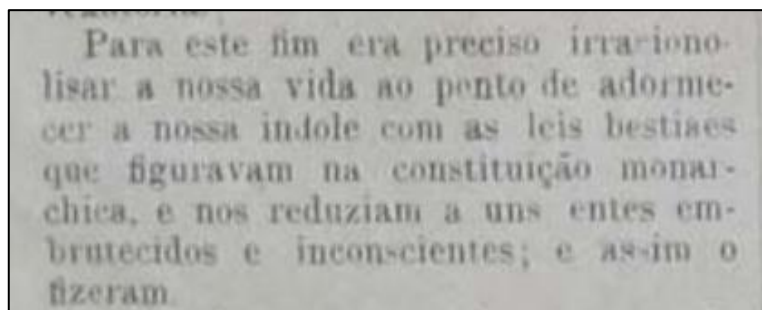 Para este fim era preciso irraciono-
lisar a nossa vida ao ponto de adorme-
cer a nossa indole com as leis bestiaes
que figuravam na constituição monar-
chica, e nos reduziam a uns entes em-
brutecidos e inconscientes; e assim o
fizeram.